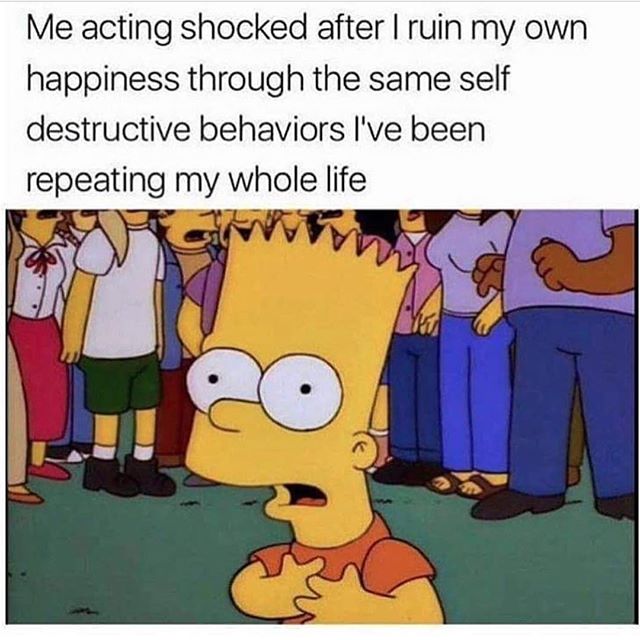 Me acting shocked after I ruin my own
happiness through the same self
destructive behaviors I've been
repeating my whole life